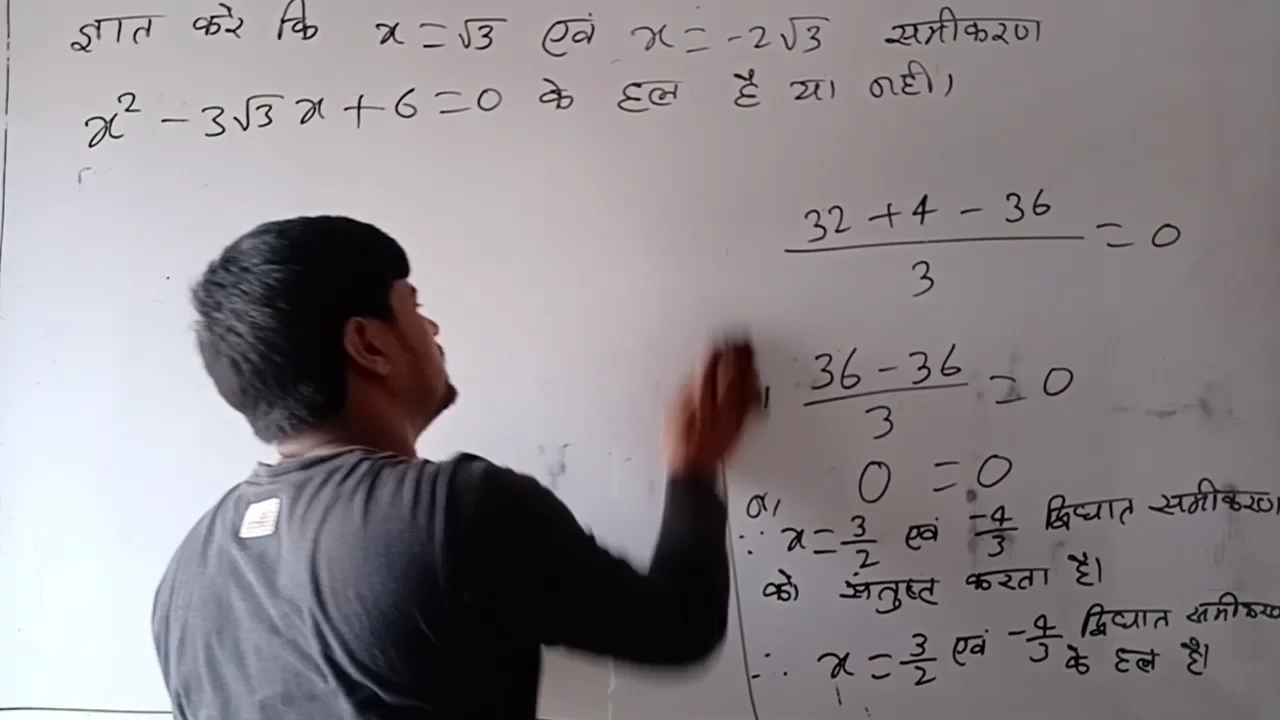 ज्ञात करे कि x = √3 एवं x = -2√3 समीकरण
x² - 3√3 x + 6 = 0 के हल है या नही।
(32 + 4 - 36)/3 = 0
(36 - 36)/3 = 0
0 = 0
∵ x = 3/2 एवं -4/3 द्विघात समीकरण
को संतुष्ट करता है।
∴ x = 3/2 एवं -4/3 द्विघात समीकरण
के हल है।